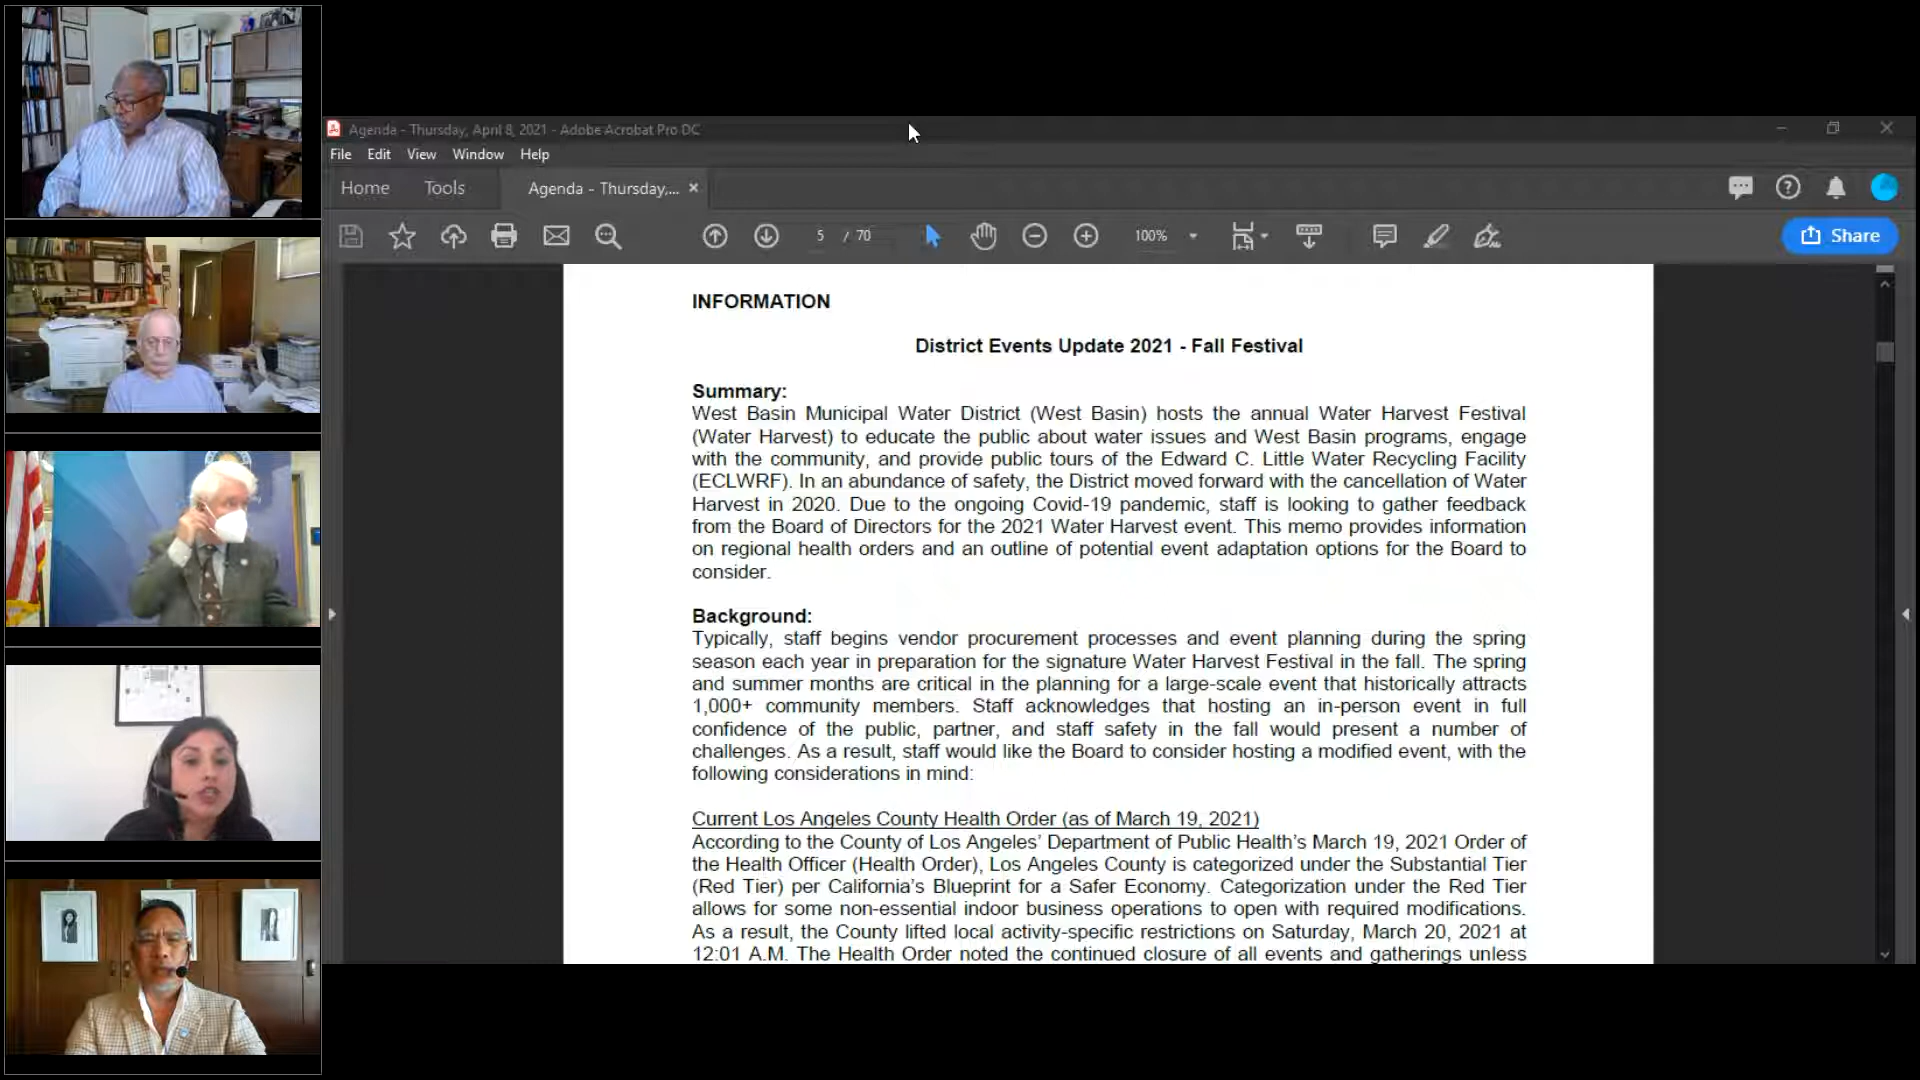 Agenda - Thursday, April 8, 2021 - Adobe Acrobat Pro DC
File Edit View Window Help
Home Tools Agenda - Thursday,... ×
5 / 70 100% Share
INFORMATION
District Events Update 2021 - Fall Festival
Summary:
West Basin Municipal Water District (West Basin) hosts the annual Water Harvest Festival
(Water Harvest) to educate the public about water issues and West Basin programs, engage
with the community, and provide public tours of the Edward C. Little Water Recycling Facility
(ECLWRF). In an abundance of safety, the District moved forward with the cancellation of Water
Harvest in 2020. Due to the ongoing Covid-19 pandemic, staff is looking to gather feedback
from the Board of Directors for the 2021 Water Harvest event. This memo provides information
on regional health orders and an outline of potential event adaptation options for the Board to
consider.
Background:
Typically, staff begins vendor procurement processes and event planning during the spring
season each year in preparation for the signature Water Harvest Festival in the fall. The spring
and summer months are critical in the planning for a large-scale event that historically attracts
1,000+ community members. Staff acknowledges that hosting an in-person event in full
confidence of the public, partner, and staff safety in the fall would present a number of
challenges. As a result, staff would like the Board to consider hosting a modified event, with the
following considerations in mind:
Current Los Angeles County Health Order (as of March 19, 2021)
According to the County of Los Angeles’ Department of Public Health’s March 19, 2021 Order of
the Health Officer (Health Order), Los Angeles County is categorized under the Substantial Tier
(Red Tier) per California’s Blueprint for a Safer Economy. Categorization under the Red Tier
allows for some non-essential indoor business operations to open with required modifications.
As a result, the County lifted local activity-specific restrictions on Saturday, March 20, 2021 at
12:01 A.M. The Health Order noted the continued closure of all events and gatherings unless